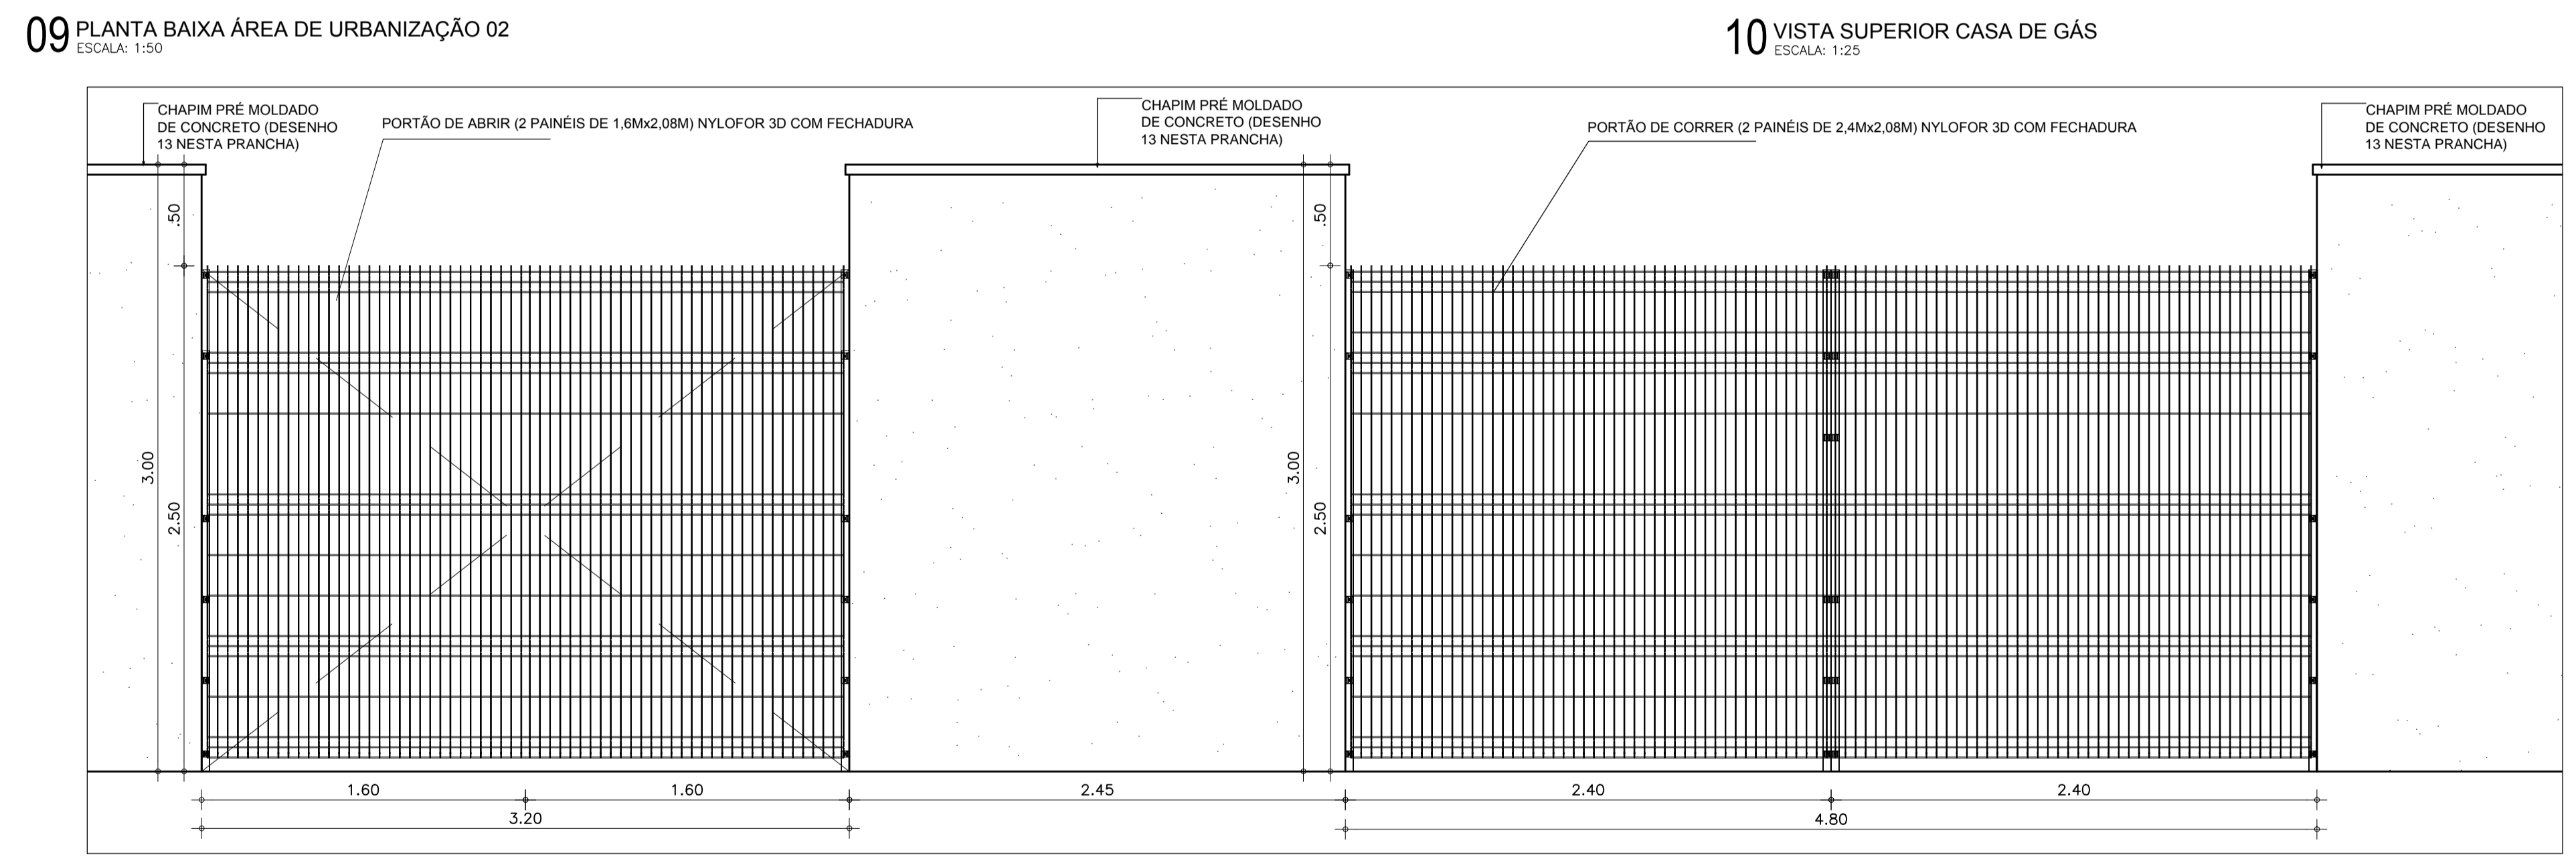 09 PLANTA BAIXA ÁREA DE URBANIZAÇÃO 02
ESCALA: 1:50
10 VISTA SUPERIOR CASA DE GÁS
ESCALA: 1:25
CHAPIM PRÉ MOLDADO
DE CONCRETO (DESENHO
13 NESTA PRANCHA)
PORTÃO DE ABRIR (2 PAINÉIS DE 1,6Mx2,08M) NYLOFOR 3D COM FECHADURA
CHAPIM PRÉ MOLDADO
DE CONCRETO (DESENHO
13 NESTA PRANCHA)
PORTÃO DE CORRER (2 PAINÉIS DE 2,4Mx2,08M) NYLOFOR 3D COM FECHADURA
CHAPIM PRÉ MOLDADO
DE CONCRETO (DESENHO
13 NESTA PRANCHA)
.50
3.00
2.50
.50
3.00
2.50
1.60
1.60
2.45
2.40
2.40
3.20
4.80